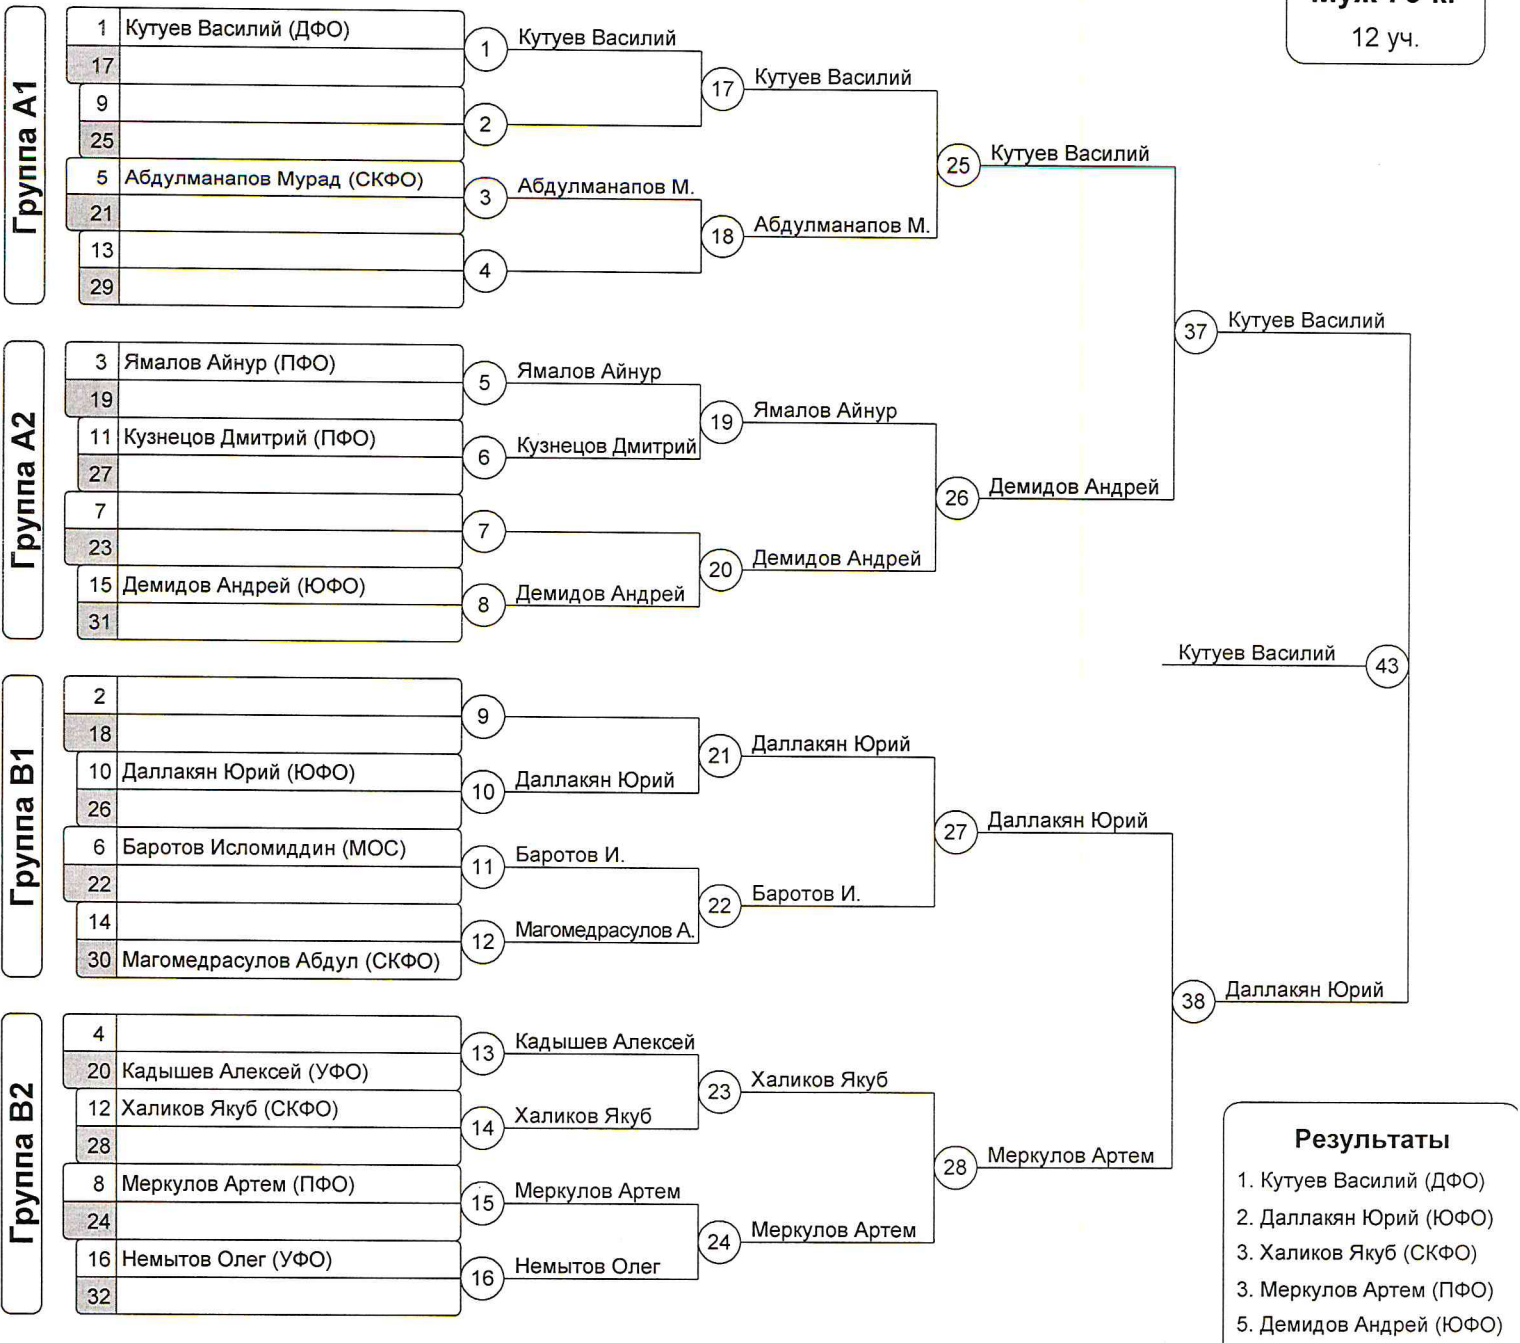 12 уч.
Группа А1
1 Кутуев Василий (ДФО)
17
9
25
5 Абдулманапов Мурад (СКФО)
21
13
29
1 Кутуев Василий
2
3 Абдулманапов М.
4
17 Кутуев Василий
18 Абдулманапов М.
25 Кутуев Василий
Группа А2
3 Ямалов Айнур (ПФО)
19
11 Кузнецов Дмитрий (ПФО)
27
7
23
15 Демидов Андрей (ЮФО)
31
5 Ямалов Айнур
6 Кузнецов Дмитрий
7
8 Демидов Андрей
19 Ямалов Айнур
20 Демидов Андрей
26 Демидов Андрей
37 Кутуев Василий
Кутуев Василий 43
Группа В1
2
18
10 Даллакян Юрий (ЮФО)
26
6 Баротов Исломиддин (МОС)
22
14
30 Магомедрасулов Абдул (СКФО)
9
10 Даллакян Юрий
11 Баротов И.
12 Магомедрасулов А.
21 Даллакян Юрий
22 Баротов И.
27 Даллакян Юрий
Группа В2
4
20 Кадышев Алексей (УФО)
12 Халиков Якуб (СКФО)
28
8 Меркулов Артем (ПФО)
24
16 Немытов Олег (УФО)
32
13 Кадышев Алексей
14 Халиков Якуб
15 Меркулов Артем
16 Немытов Олег
23 Халиков Якуб
24 Меркулов Артем
28 Меркулов Артем
38 Даллакян Юрий
Результаты
1. Кутуев Василий (ДФО)
2. Даллакян Юрий (ЮФО)
3. Халиков Якуб (СКФО)
3. Меркулов Артем (ПФО)
5. Демидов Андрей (ЮФО)